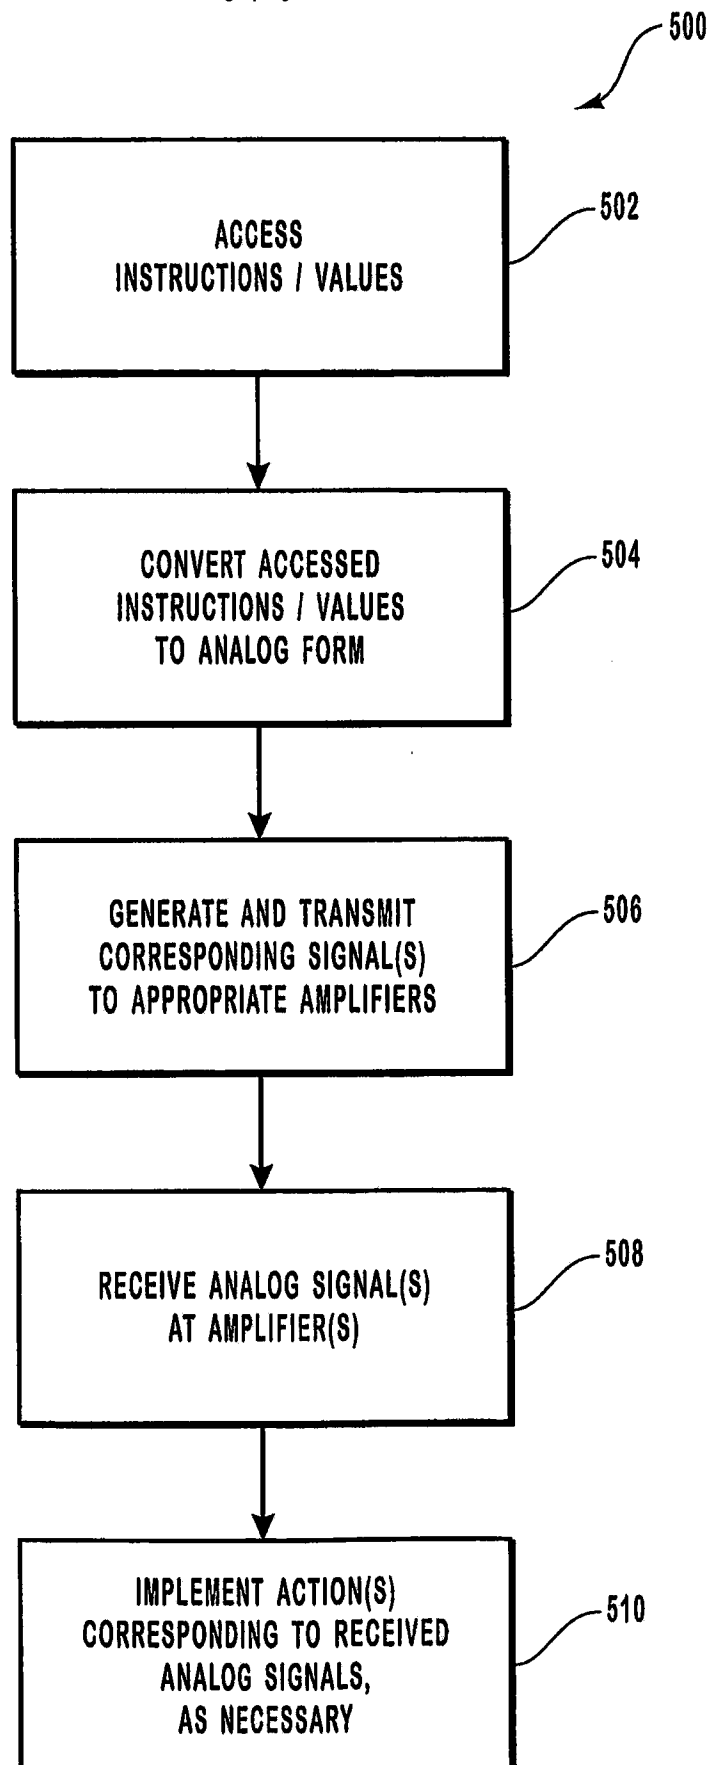 500
502
ACCESS
INSTRUCTIONS / VALUES
504
CONVERT ACCESSED
INSTRUCTIONS / VALUES
TO ANALOG FORM
506
GENERATE AND TRANSMIT
CORRESPONDING SIGNAL(S)
TO APPROPRIATE AMPLIFIERS
508
RECEIVE ANALOG SIGNAL(S)
AT AMPLIFIER(S)
510
IMPLEMENT ACTION(S)
CORRESPONDING TO RECEIVED
ANALOG SIGNALS,
AS NECESSARY